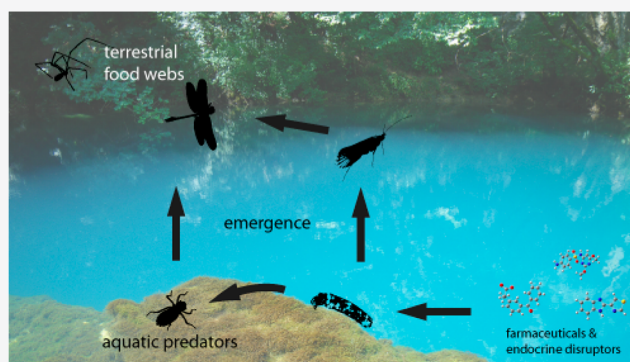 terrestrial
food webs
emergence
aquatic predators
farmaceuticals &
endocrine disruptors